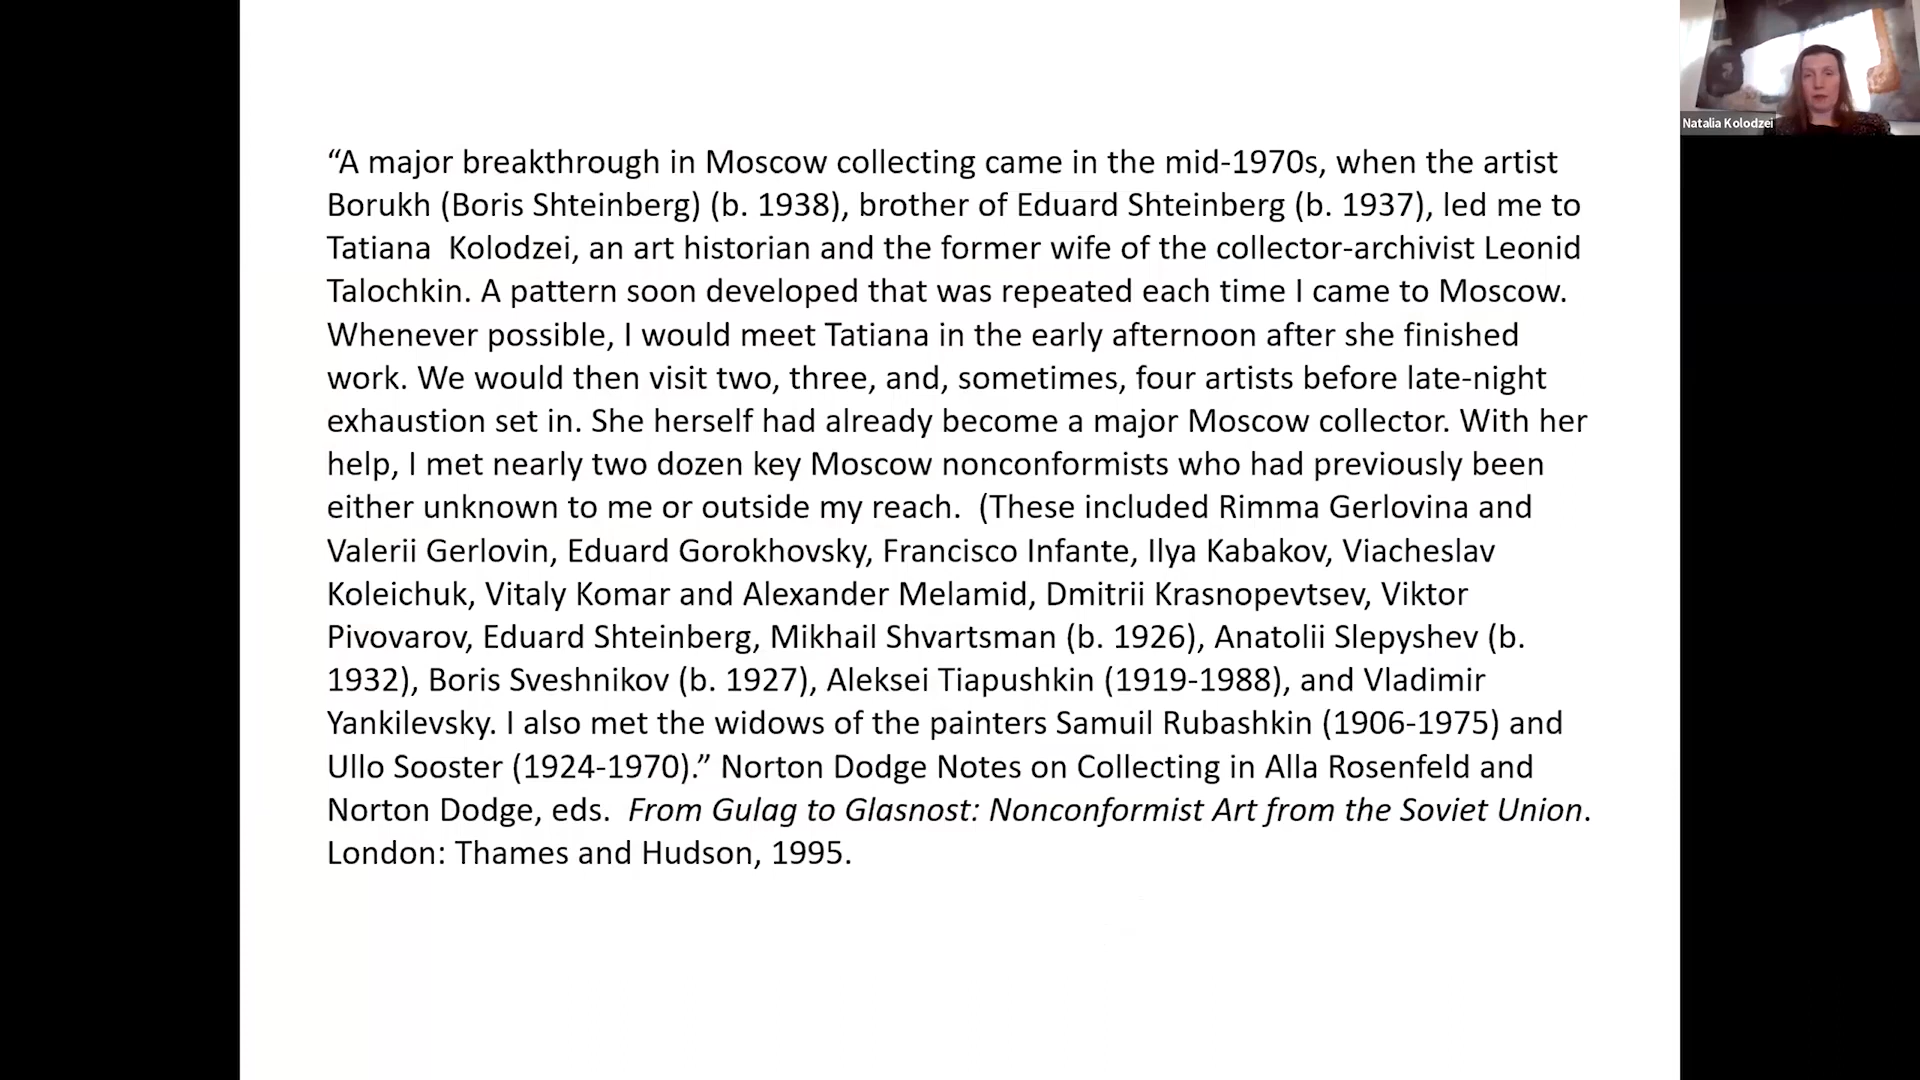 “A major breakthrough in Moscow collecting came in the mid-1970s, when the artist
Borukh (Boris Shteinberg) (b. 1938), brother of Eduard Shteinberg (b. 1937), led me to
Tatiana  Kolodzei, an art historian and the former wife of the collector-archivist Leonid
Talochkin. A pattern soon developed that was repeated each time I came to Moscow.
Whenever possible, I would meet Tatiana in the early afternoon after she finished
work. We would then visit two, three, and, sometimes, four artists before late-night
exhaustion set in. She herself had already become a major Moscow collector. With her
help, I met nearly two dozen key Moscow nonconformists who had previously been
either unknown to me or outside my reach.  (These included Rimma Gerlovina and
Valerii Gerlovin, Eduard Gorokhovsky, Francisco Infante, Ilya Kabakov, Viacheslav
Koleichuk, Vitaly Komar and Alexander Melamid, Dmitrii Krasnopevtsev, Viktor
Pivovarov, Eduard Shteinberg, Mikhail Shvartsman (b. 1926), Anatolii Slepyshev (b.
1932), Boris Sveshnikov (b. 1927), Aleksei Tiapushkin (1919-1988), and Vladimir
Yankilevsky. I also met the widows of the painters Samuil Rubashkin (1906-1975) and
Ullo Sooster (1924-1970).” Norton Dodge Notes on Collecting in Alla Rosenfeld and
Norton Dodge, eds.  From Gulag to Glasnost: Nonconformist Art from the Soviet Union.
London: Thames and Hudson, 1995.
Natalia Kolodzei